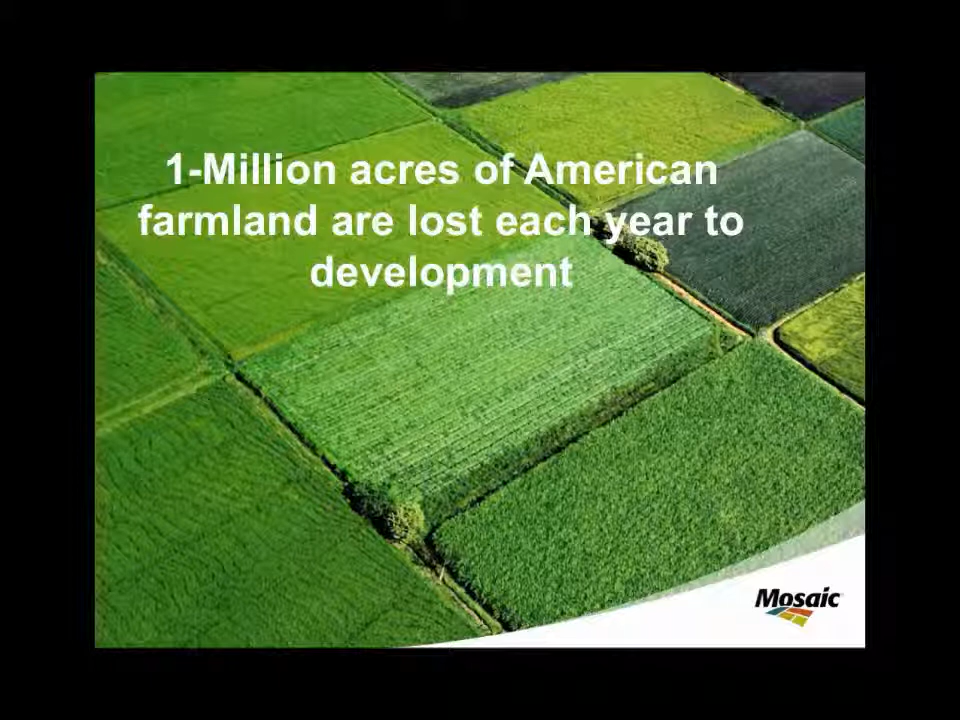 1-Million acres of American
farmland are lost each year to
development
Mosaic